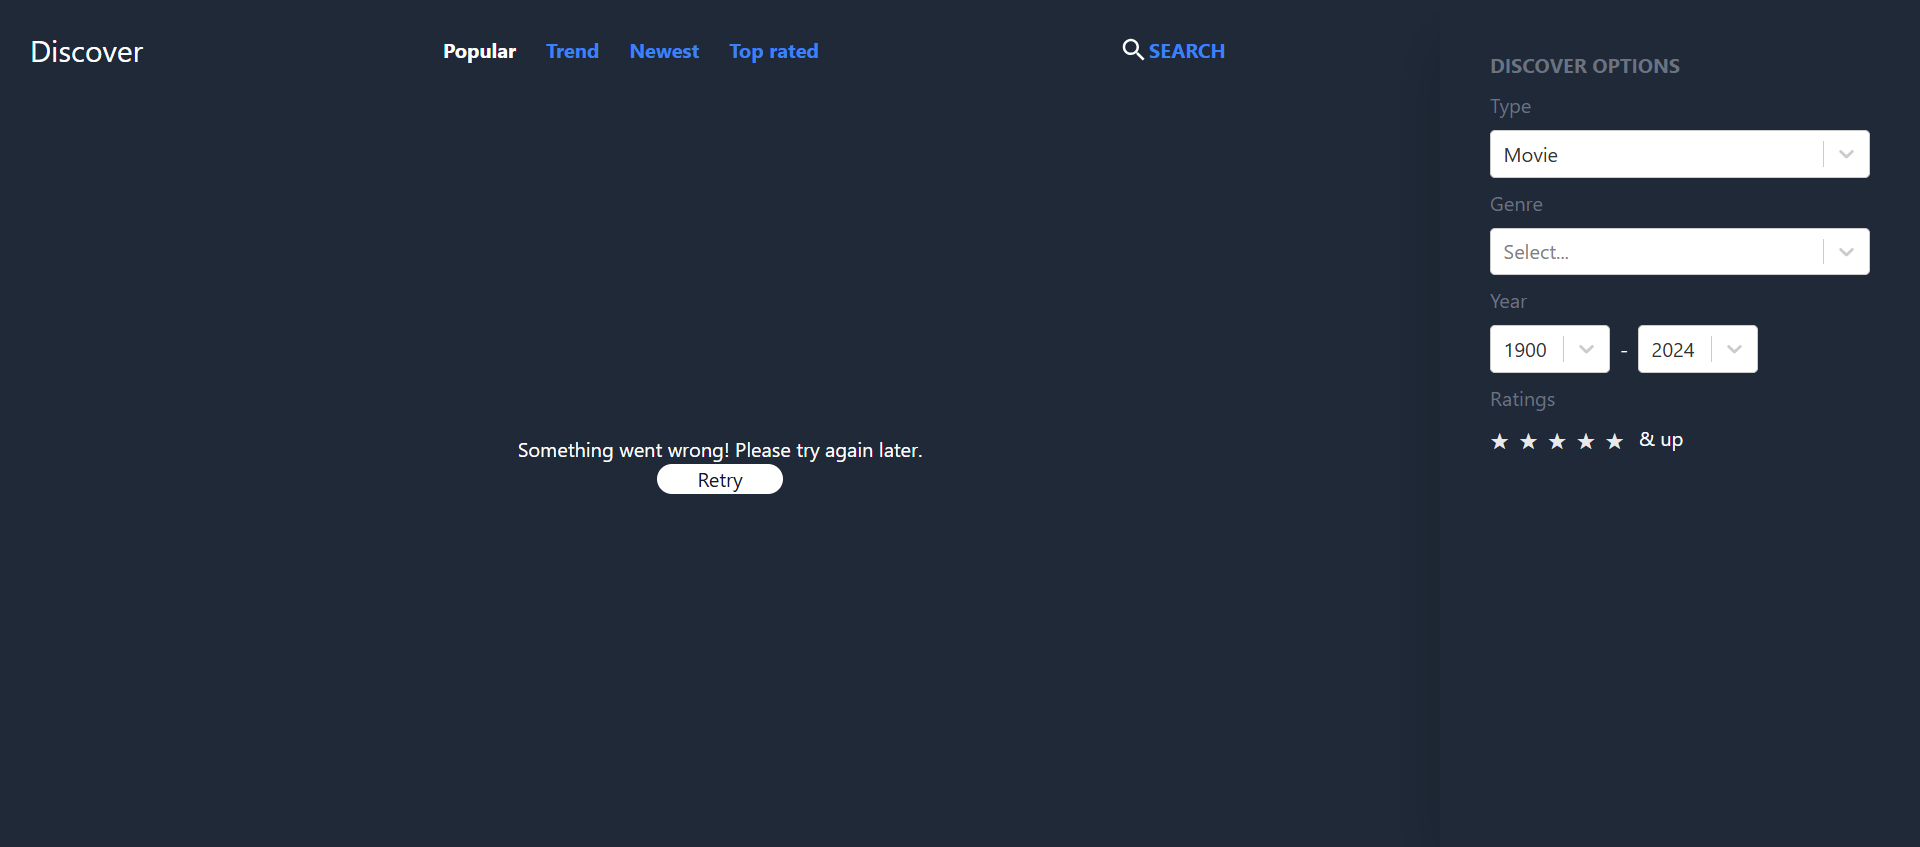 Discover
Popular Trend Newest Top rated
SEARCH
Something went wrong! Please try again later.
Retry
DISCOVER OPTIONS
Type
Movie
Genre
Select...
Year
1900 - 2024
Ratings
★ ★ ★ ★ ★ & up